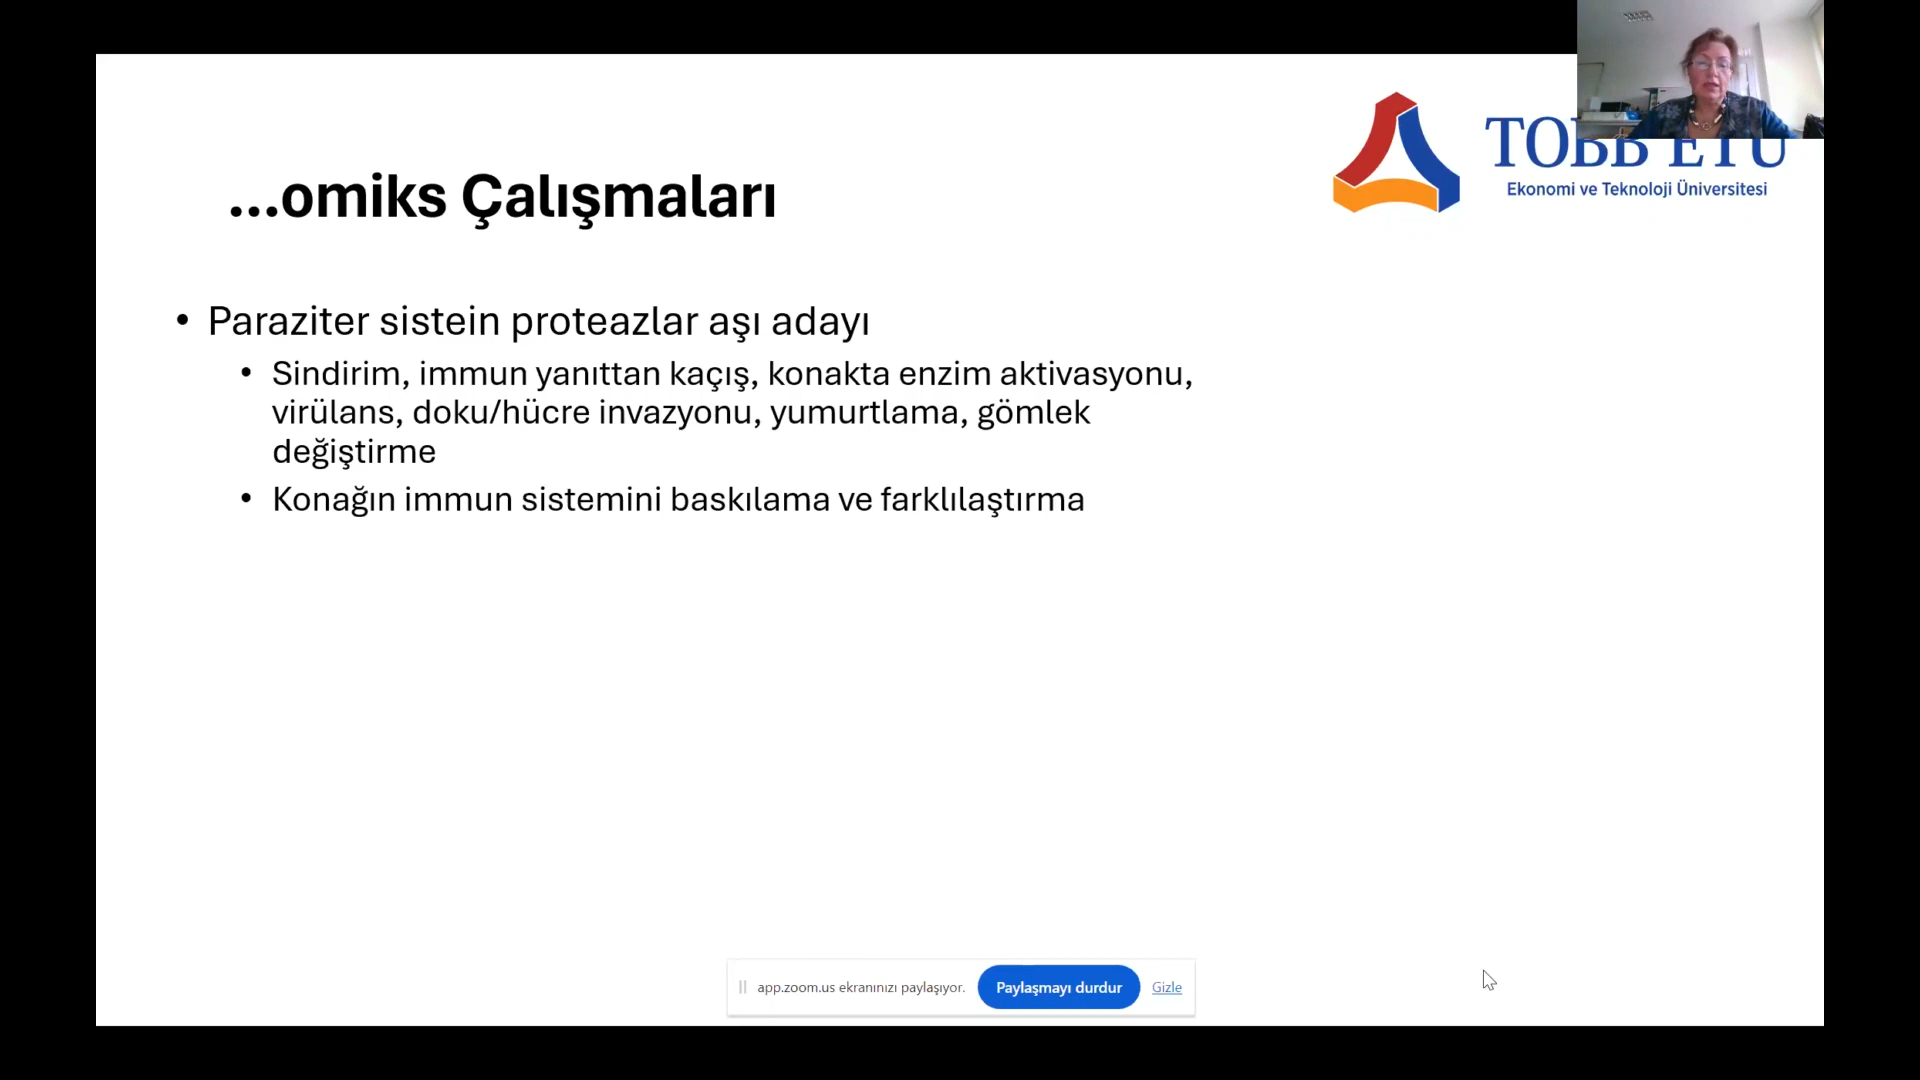 TOBB ETÜ
Ekonomi ve Teknoloji Üniversitesi
...omiks Çalışmaları
• Paraziter sistein proteazlar aşı adayı
• Sindirim, immun yanıttan kaçış, konakta enzim aktivasyonu,
virülans, doku/hücre invazyonu, yumurtlama, gömlek
değiştirme
• Konağın immun sistemini baskılama ve farklılaştırma
app.zoom.us ekranınızı paylaşıyor. Paylaşmayı durdur Gizle